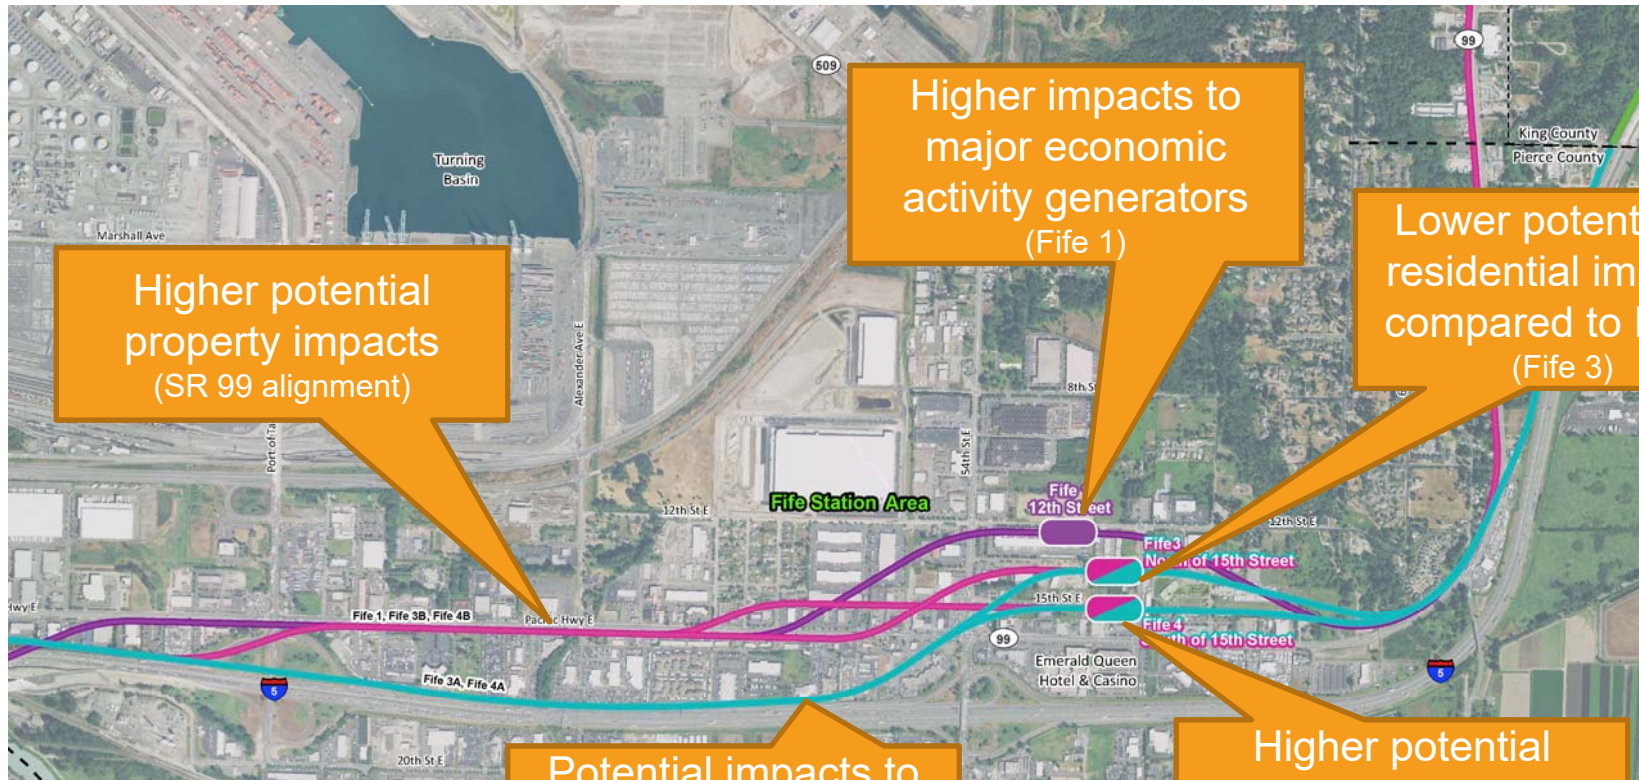 99
509
Higher impacts to
major economic
activity generators
(Fife 1)
King County
Pierce County
Turning
Basin
Marshall Ave
Lower potent
residential im
compared to
(Fife 3)
Higher potential
property impacts
(SR 99 alignment)
Alexander Ave E
8th St
Port of Ta
54th St E
Fife Station Area
12th St E
Fife
12th Street
12th St E
Fife3
North of 15th Street
15th St E
Hwy E
Fife 1, Fife 3B, Fife 4B
Pacific Hwy E
Fife 4
South of 15th Street
99
Emerald Queen
Hotel & Casino
Fife 3A, Fife 4A
5
5
20th St E
Potential impacts to
Higher potential